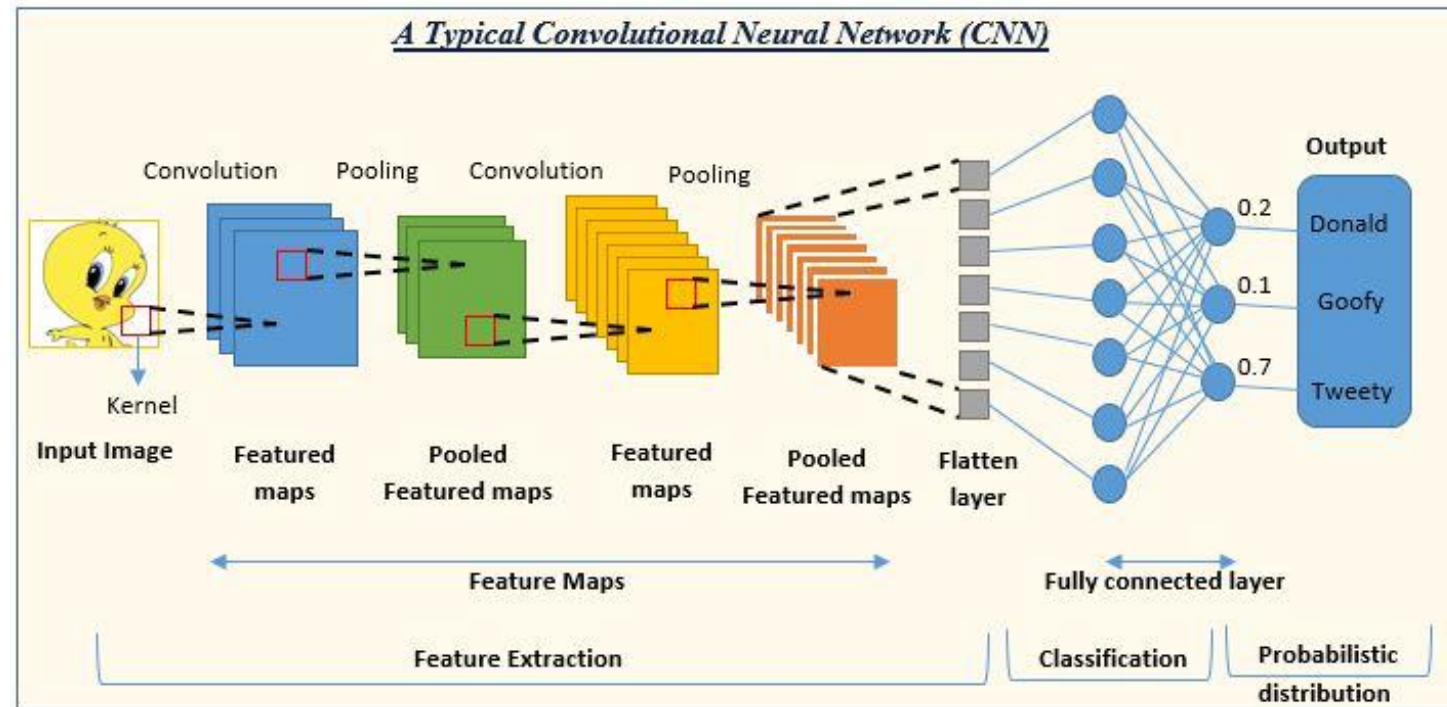 A Typical Convolutional Neural Network (CNN)
Convolution
Pooling
Convolution
Pooling
Output
0.2
Donald
0.1
Goofy
0.7
Tweety
Kernel
Input Image
Featured
maps
Pooled
Featured maps
Featured
maps
Pooled
Featured maps
Flatten
layer
Feature Maps
Fully connected layer
Feature Extraction
Classification
Probabilistic
distribution